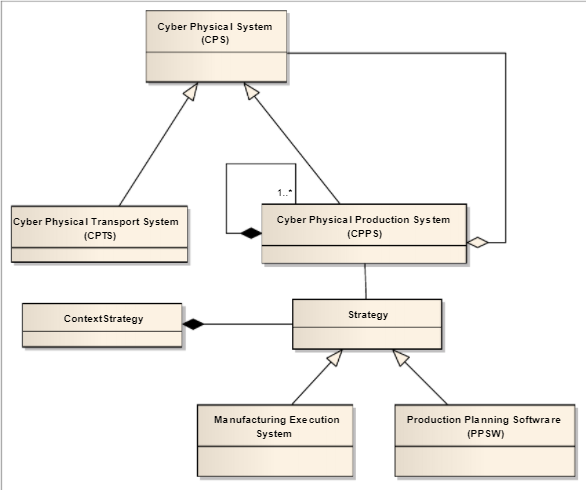 Cyber Physical System
(CPS)
1..*
Cyber Physical Transport System
(CPTS)
Cyber Physical Production System
(CPPS)
ContextStrategy
Strategy
Manufacturing Execution
System
Production Planning Softwrare
(PPSW)